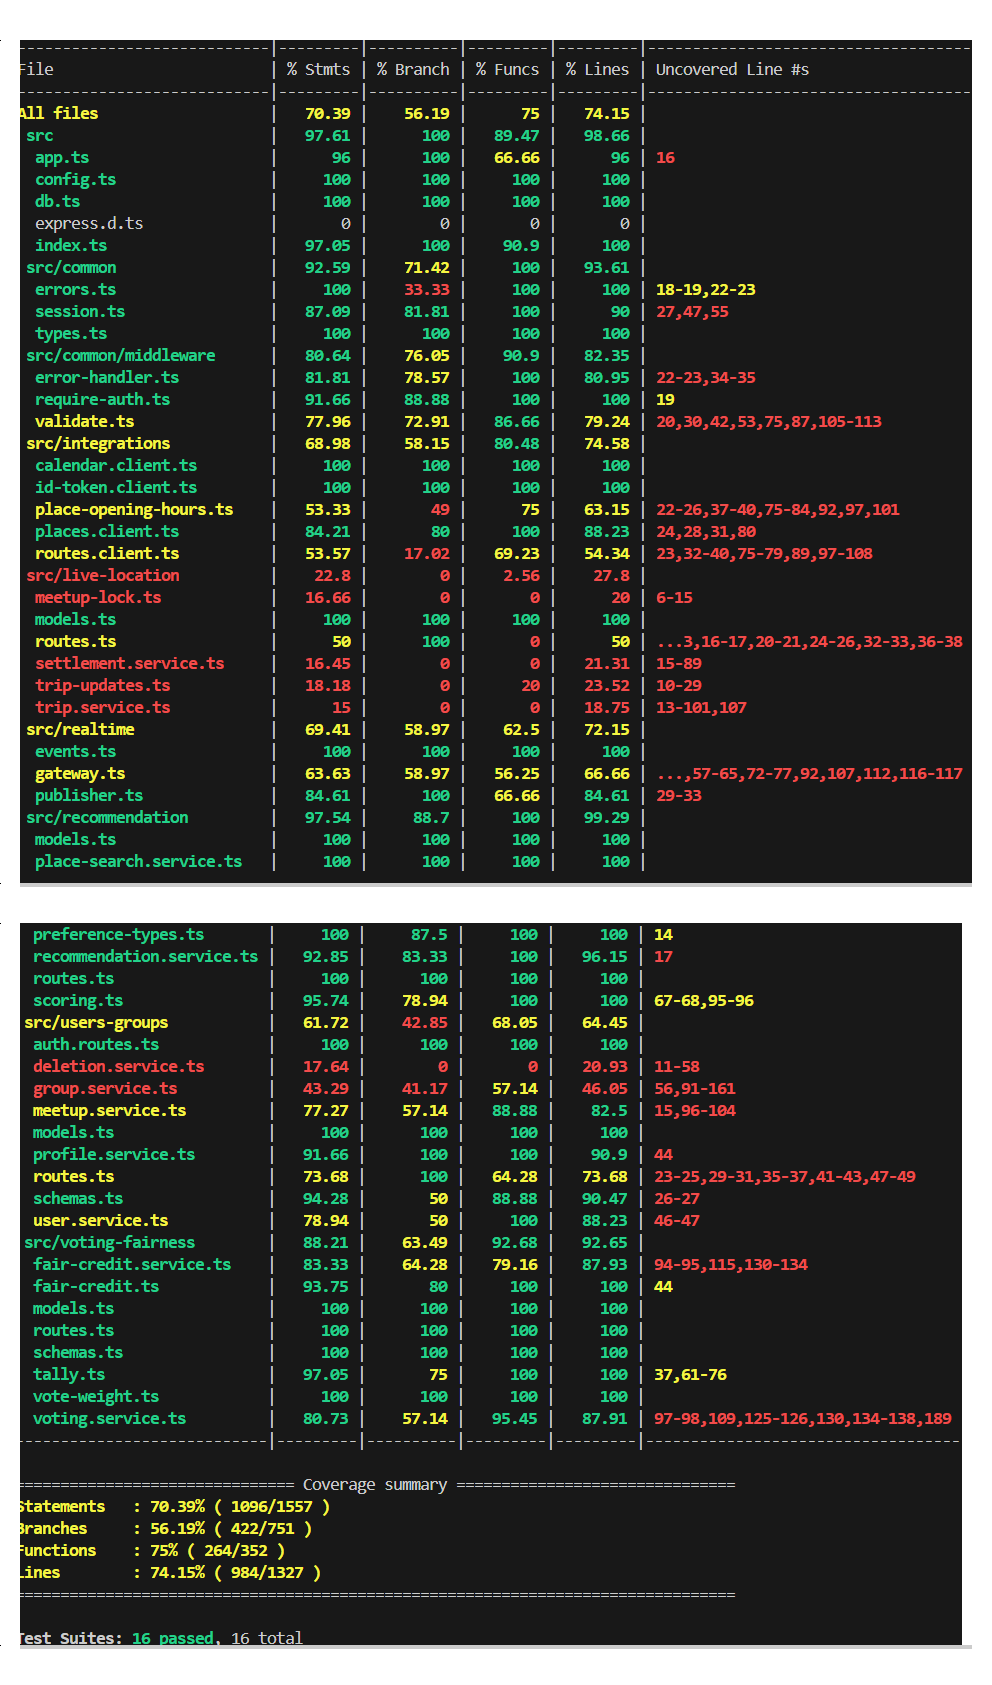 File | % Stmts | % Branch | % Funcs | % Lines | Uncovered Line #s
All files | 70.39 | 56.19 | 75 | 74.15 |
src | 97.61 | 100 | 89.47 | 98.66 |
app.ts | 96 | 100 | 66.66 | 96 | 16
config.ts | 100 | 100 | 100 | 100 |
db.ts | 100 | 100 | 100 | 100 |
express.d.ts | 0 | 0 | 0 | 0 |
index.ts | 97.05 | 100 | 90.9 | 100 |
src/common | 92.59 | 71.42 | 100 | 93.61 |
errors.ts | 100 | 33.33 | 100 | 100 | 18-19,22-23
session.ts | 87.09 | 81.81 | 100 | 90 | 27,47,55
types.ts | 100 | 100 | 100 | 100 |
src/common/middleware | 80.64 | 76.05 | 90.9 | 82.35 |
error-handler.ts | 81.81 | 78.57 | 100 | 80.95 | 22-23,34-35
require-auth.ts | 91.66 | 88.88 | 100 | 100 | 19
validate.ts | 77.96 | 72.91 | 86.66 | 79.24 | 20,30,42,53,75,87,105-113
src/integrations | 68.98 | 58.15 | 80.48 | 74.58 |
calendar.client.ts | 100 | 100 | 100 | 100 |
id-token.client.ts | 100 | 100 | 100 | 100 |
place-opening-hours.ts | 53.33 | 49 | 75 | 63.15 | 22-26,37-40,75-84,92,97,101
places.client.ts | 84.21 | 80 | 100 | 88.23 | 24,28,31,80
routes.client.ts | 53.57 | 17.02 | 69.23 | 54.34 | 23,32-40,75-79,89,97-108
src/live-location | 22.8 | 0 | 2.56 | 27.8 |
meetup-lock.ts | 16.66 | 0 | 0 | 20 | 6-15
models.ts | 100 | 100 | 100 | 100 |
routes.ts | 50 | 100 | 0 | 50 | ...3,16-17,20-21,24-26,32-33,36-38
settlement.service.ts | 16.45 | 0 | 0 | 21.31 | 15-89
trip-updates.ts | 18.18 | 0 | 20 | 23.52 | 10-29
trip.service.ts | 15 | 0 | 0 | 18.75 | 13-101,107
src/realtime | 69.41 | 58.97 | 62.5 | 72.15 |
events.ts | 100 | 100 | 100 | 100 |
gateway.ts | 63.63 | 58.97 | 56.25 | 66.66 | ...,57-65,72-77,92,107,112,116-117
publisher.ts | 84.61 | 100 | 66.66 | 84.61 | 29-33
src/recommendation | 97.54 | 88.7 | 100 | 99.29 |
models.ts | 100 | 100 | 100 | 100 |
place-search.service.ts | 100 | 100 | 100 | 100 |
preference-types.ts | 100 | 87.5 | 100 | 100 | 14
recommendation.service.ts | 92.85 | 83.33 | 100 | 96.15 | 17
routes.ts | 100 | 100 | 100 | 100 |
scoring.ts | 95.74 | 78.94 | 100 | 100 | 67-68,95-96
src/users-groups | 61.72 | 42.85 | 68.05 | 64.45 |
auth.routes.ts | 100 | 100 | 100 | 100 |
deletion.service.ts | 17.64 | 0 | 0 | 20.93 | 11-58
group.service.ts | 43.29 | 41.17 | 57.14 | 46.05 | 56,91-161
meetup.service.ts | 77.27 | 57.14 | 88.88 | 82.5 | 15,96-104
models.ts | 100 | 100 | 100 | 100 |
profile.service.ts | 91.66 | 100 | 100 | 90.9 | 44
routes.ts | 73.68 | 100 | 64.28 | 73.68 | 23-25,29-31,35-37,41-43,47-49
schemas.ts | 94.28 | 50 | 88.88 | 90.47 | 26-27
user.service.ts | 78.94 | 50 | 100 | 88.23 | 46-47
src/voting-fairness | 88.21 | 63.49 | 92.68 | 92.65 |
fair-credit.service.ts | 83.33 | 64.28 | 79.16 | 87.93 | 94-95,115,130-134
fair-credit.ts | 93.75 | 80 | 100 | 100 | 44
models.ts | 100 | 100 | 100 | 100 |
routes.ts | 100 | 100 | 100 | 100 |
schemas.ts | 100 | 100 | 100 | 100 |
tally.ts | 97.05 | 75 | 100 | 100 | 37,61-76
vote-weight.ts | 100 | 100 | 100 | 100 |
voting.service.ts | 80.73 | 57.14 | 95.45 | 87.91 | 97-98,109,125-126,130,134-138,189
============================== Coverage summary ==============================
Statements : 70.39% ( 1096/1557 )
Branches : 56.19% ( 422/751 )
Functions : 75% ( 264/352 )
Lines : 74.15% ( 984/1327 )
================================================================================
Test Suites: 16 passed, 16 total